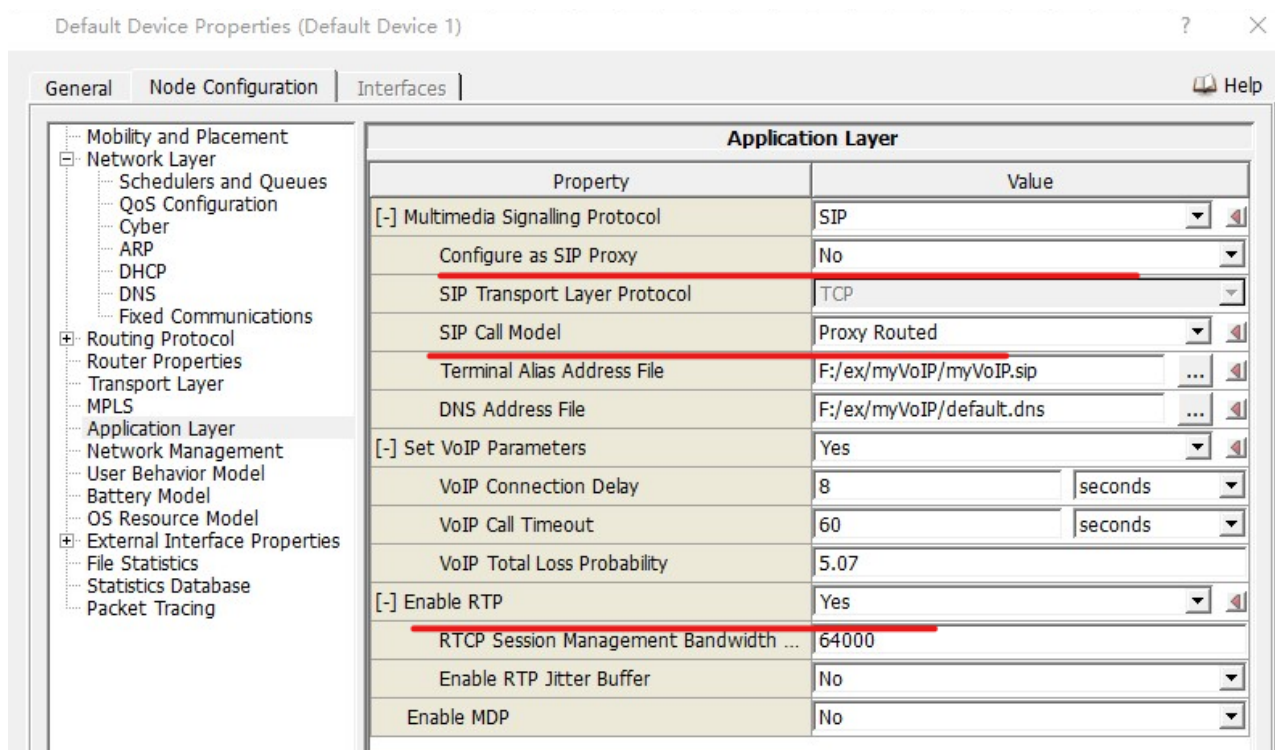 Default Device Properties (Default Device 1) ?
General Node Configuration Interfaces Help
Mobility and Placement
Network Layer
Schedulers and Queues
QoS Configuration
Cyber
ARP
DHCP
DNS
Fixed Communications
Routing Protocol
Router Properties
Transport Layer
MPLS
Application Layer
Network Management
User Behavior Model
Battery Model
OS Resource Model
External Interface Properties
File Statistics
Statistics Database
Packet Tracing
Application Layer
Property Value
[-] Multimedia Signalling Protocol SIP
Configure as SIP Proxy No
SIP Transport Layer Protocol TCP
SIP Call Model Proxy Routed
Terminal Alias Address File F:/ex/myVoIP/myVoIP.sip ...
DNS Address File F:/ex/myVoIP/default.dns ...
[-] Set VoIP Parameters Yes
VoIP Connection Delay 8 seconds
VoIP Call Timeout 60 seconds
VoIP Total Loss Probability 5.07
[-] Enable RTP Yes
RTCP Session Management Bandwidth ... 64000
Enable RTP Jitter Buffer No
Enable MDP No